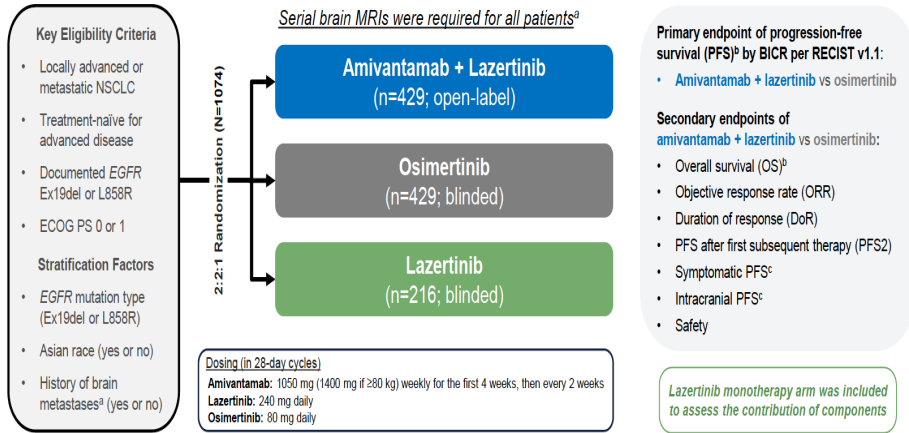 Serial brain MRIs were required for all patientsᵃ
Key Eligibility Criteria
• Locally advanced or
metastatic NSCLC
• Treatment-naïve for
advanced disease
• Documented EGFR
Ex19del or L858R
• ECOG PS 0 or 1
Stratification Factors
• EGFR mutation type
(Ex19del or L858R)
• Asian race (yes or no)
• History of brain
metastasesᵃ (yes or no)
2:2:1 Randomization (N=1074)
Amivantamab + Lazertinib
(n=429; open-label)
Osimertinib
(n=429; blinded)
Lazertinib
(n=216; blinded)
Dosing (in 28-day cycles)
Amivantamab: 1050 mg (1400 mg if ≥80 kg) weekly for the first 4 weeks, then every 2 weeks
Lazertinib: 240 mg daily
Osimertinib: 80 mg daily
Primary endpoint of progression-free
survival (PFS)ᵇ by BICR per RECIST v1.1:
• Amivantamab + lazertinib vs osimertinib
Secondary endpoints of
amivantamab + lazertinib vs osimertinib:
• Overall survival (OS)ᵇ
• Objective response rate (ORR)
• Duration of response (DoR)
• PFS after first subsequent therapy (PFS2)
• Symptomatic PFSᶜ
• Intracranial PFSᶜ
• Safety
Lazertinib monotherapy arm was included
to assess the contribution of components